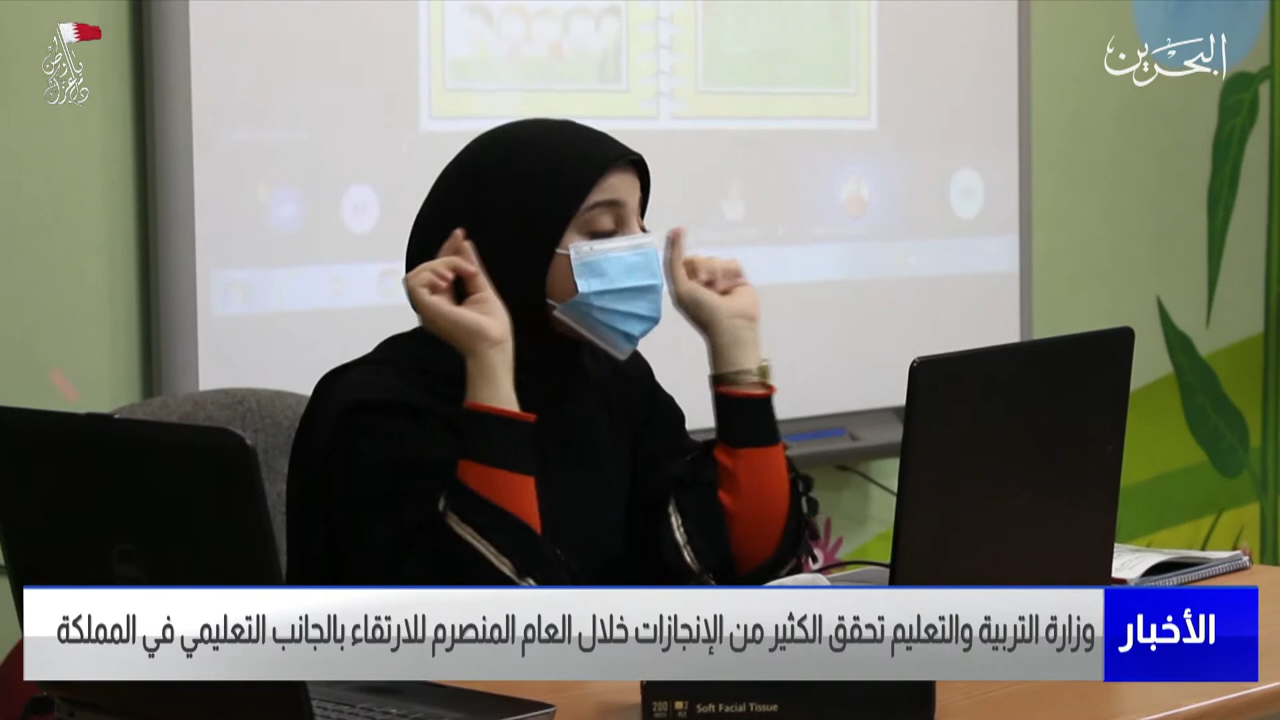 البحرين
الأخبار
وزارة التربية والتعليم تحقق الكثير من الإنجازات خلال العام المنصرم للارتقاء بالجانب التعليمي في المملكة
Soft Facial Tissue